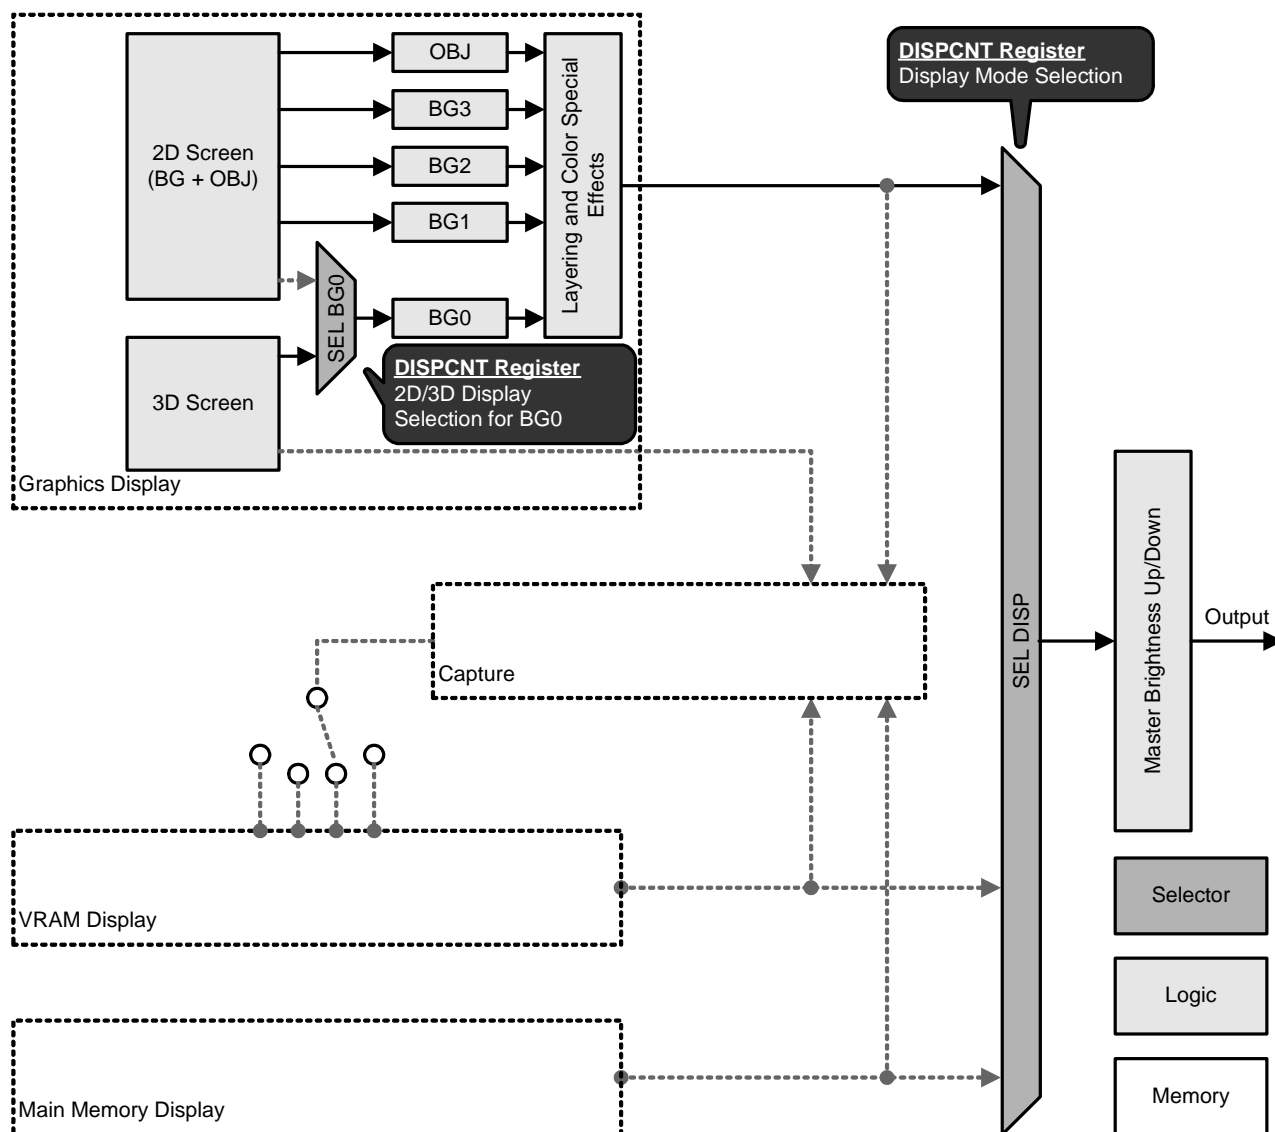 DISPCNT Register
Display Mode Selection
OBJ
BG3
2D Screen
(BG + OBJ)
BG2
BG1
Layering and Color Special
Effects
SEL BG0
BG0
DISPCNT Register
2D/3D Display
Selection for BG0
3D Screen
Graphics Display
Capture
SEL DISP
Master Brightness Up/Down
Output
VRAM Display
Selector
Logic
Main Memory Display
Memory